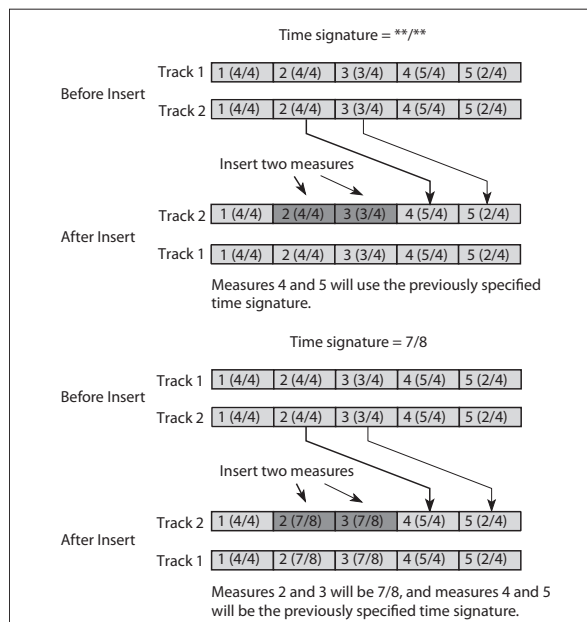 Time signature = **/**
Track 1 1 (4/4) 2 (4/4) 3 (3/4) 4 (5/4) 5 (2/4)
Before Insert
Track 2 1 (4/4) 2 (4/4) 3 (3/4) 4 (5/4) 5 (2/4)
Insert two measures
Track 2 1 (4/4) 2 (4/4) 3 (3/4) 4 (5/4) 5 (2/4)
After Insert
Track 1 1 (4/4) 2 (4/4) 3 (3/4) 4 (5/4) 5 (2/4)
Measures 4 and 5 will use the previously specified
time signature.
Time signature = 7/8
Track 1 1 (4/4) 2 (4/4) 3 (3/4) 4 (5/4) 5 (2/4)
Before Insert
Track 2 1 (4/4) 2 (4/4) 3 (3/4) 4 (5/4) 5 (2/4)
Insert two measures
Track 2 1 (4/4) 2 (7/8) 3 (7/8) 4 (5/4) 5 (2/4)
After Insert
Track 1 1 (4/4) 2 (7/8) 3 (7/8) 4 (5/4) 5 (2/4)
Measures 2 and 3 will be 7/8, and measures 4 and 5
will be the previously specified time signature.